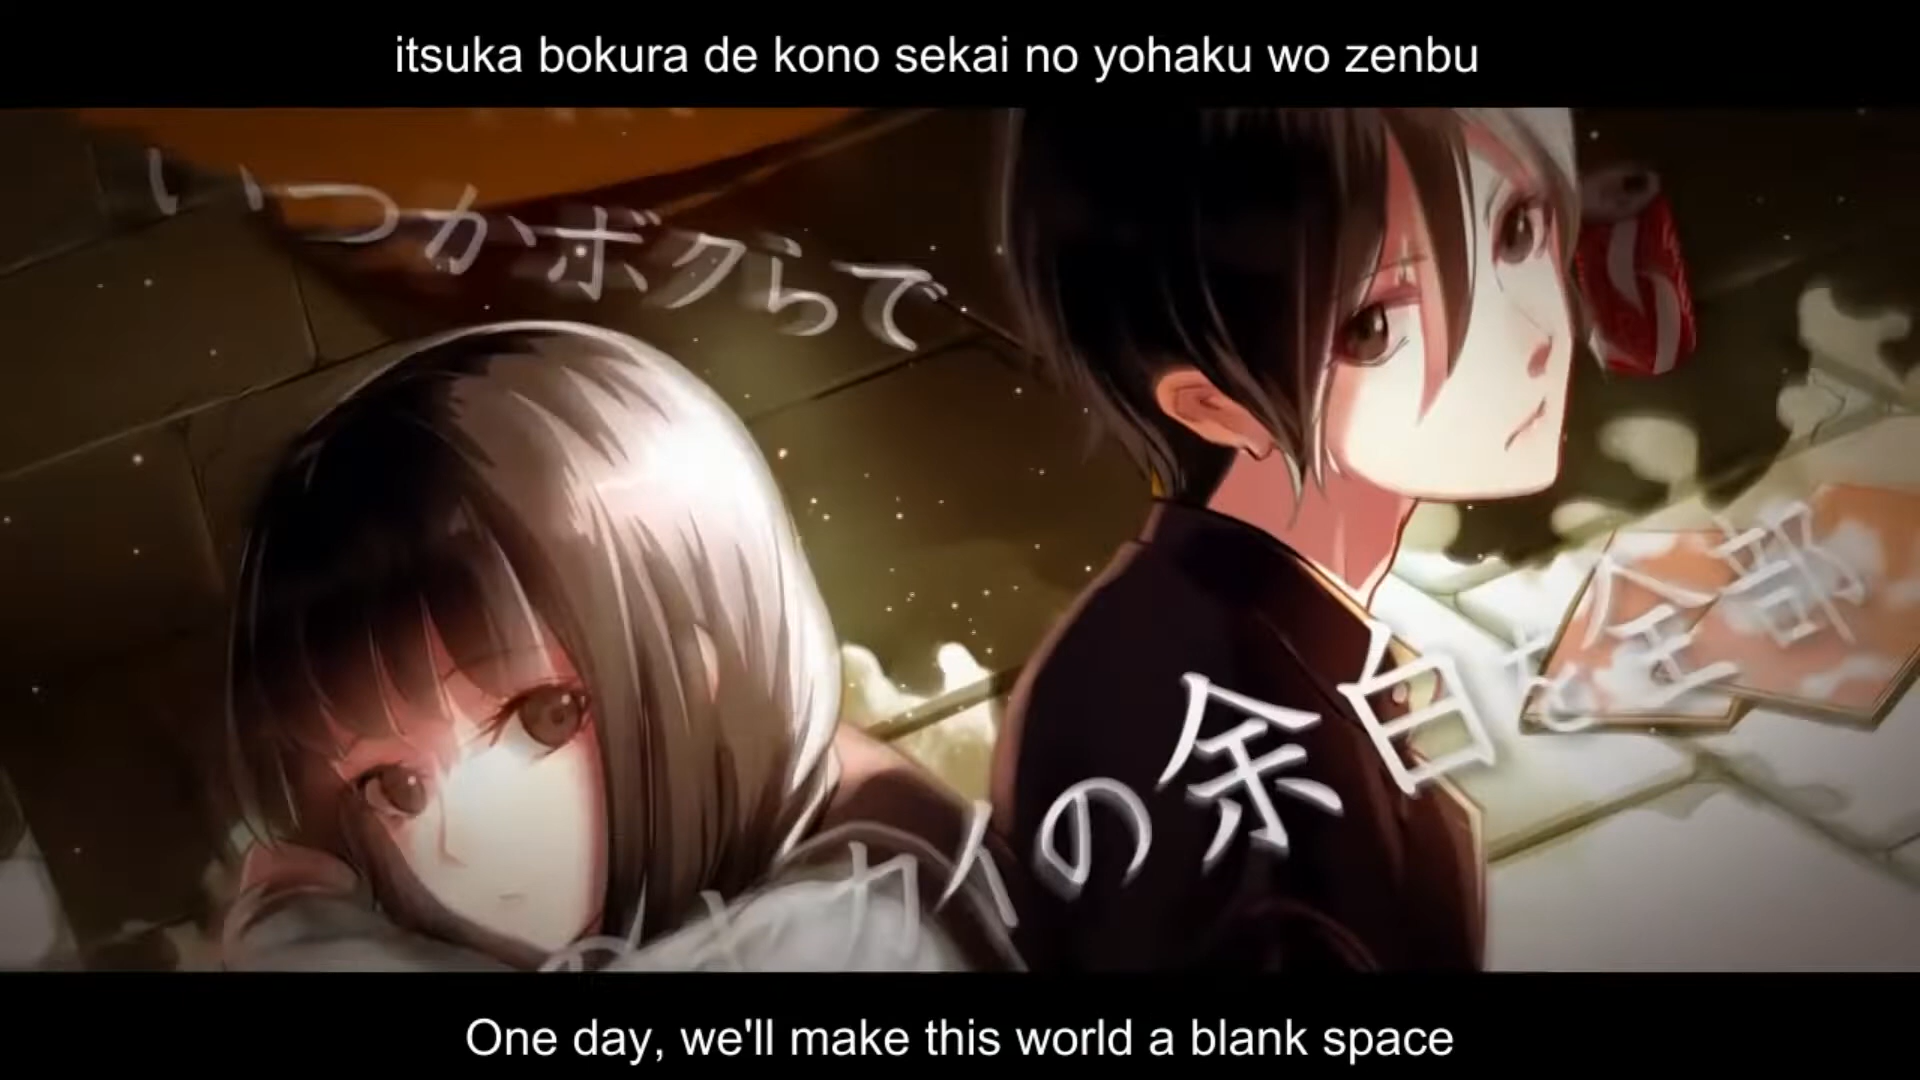 itsuka bokura de kono sekai no yohaku wo zenbu
いつかボクらで
セカイの余白を全部
One day, we'll make this world a blank space